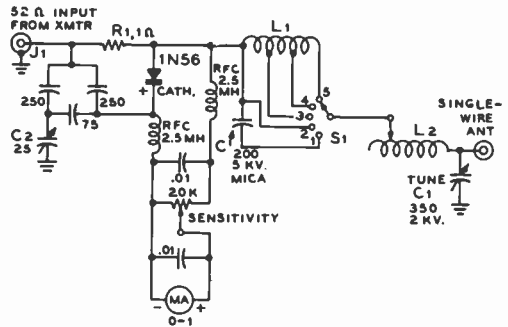 52 Ω INPUT
FROM XMTR
J1
R1, 1Ω
1N56
+ CATH.
RFC
2.5
MH
L1
250
250
75
C2
25
RFC
2.5MH
C
200
5 KV.
MICA
5
4
3
2
1
S1
SINGLE-
WIRE
ANT
L2
TUNE
C1
350
2 KV.
.01
20K
SENSITIVITY
.01
- MA +
0-1